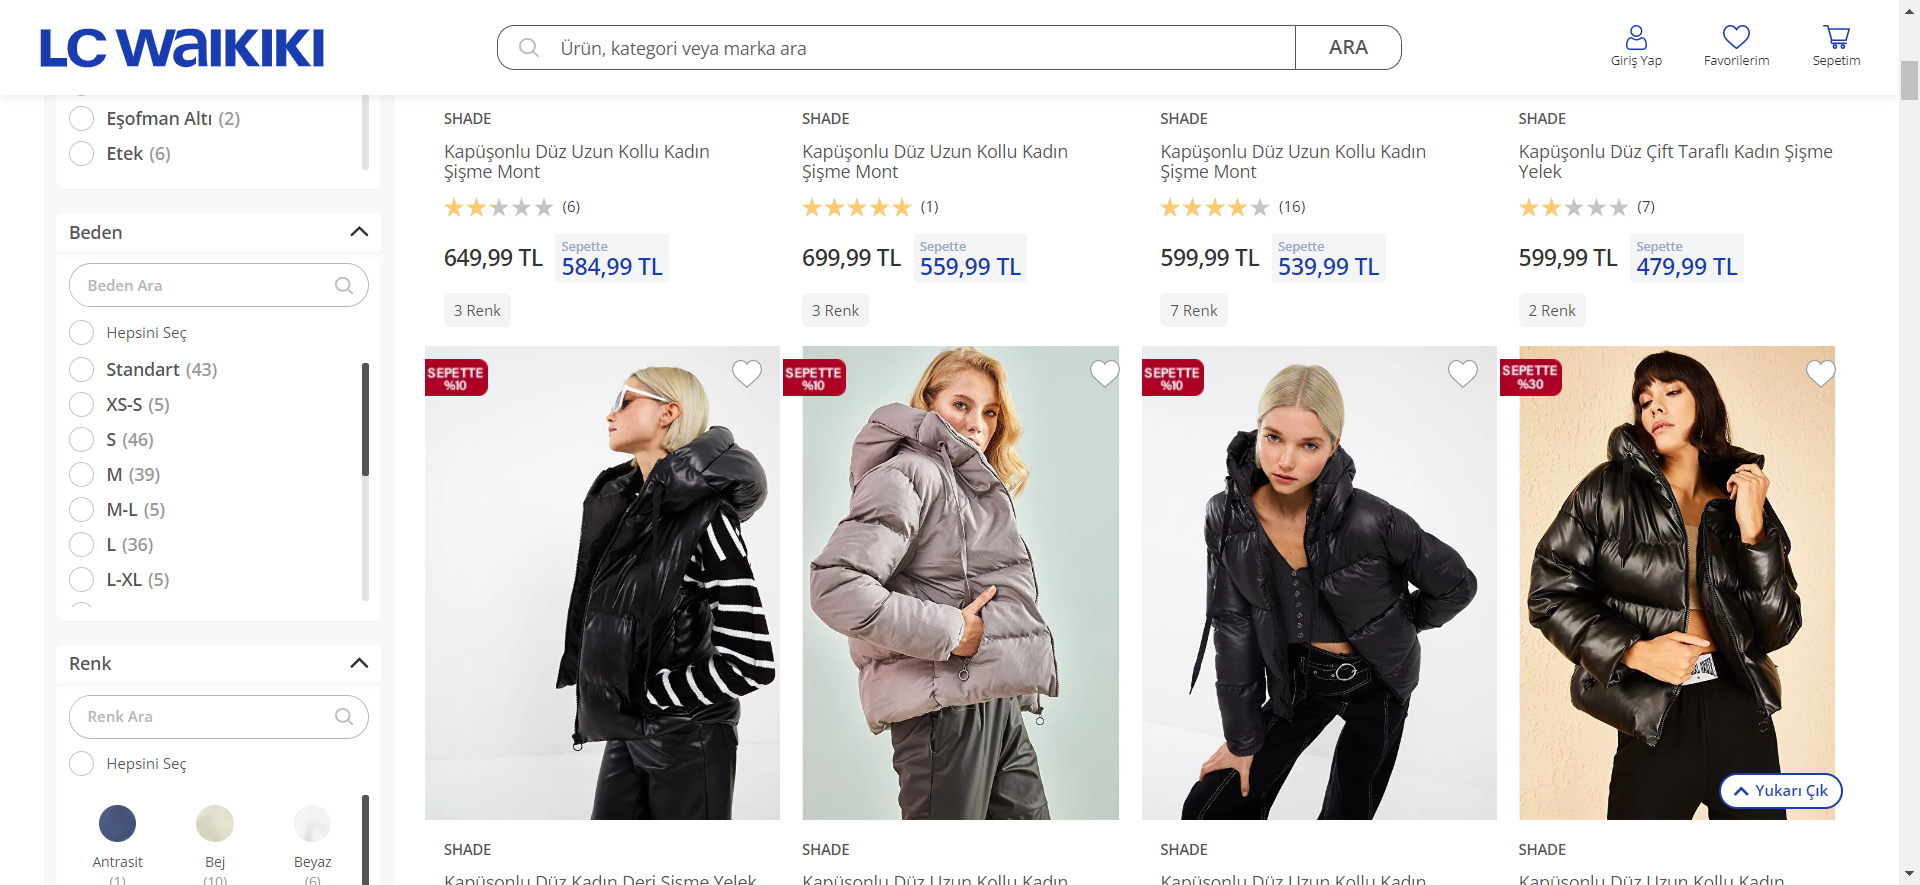 LC WAIKIKI
Ürün, kategori veya marka ara
ARA
Giriş Yap
Favorilerim
Sepetim
Eşofman Altı (2)
Etek (6)
Beden
Beden Ara
Hepsini Seç
Standart (43)
XS-S (5)
S (46)
M (39)
M-L (5)
L (36)
L-XL (5)
Renk
Renk Ara
Hepsini Seç
Antrasit
(1)
Bej
(10)
Beyaz
(6)
SHADE
Kapüşonlu Düz Uzun Kollu Kadın
Şişme Mont
(6)
649,99 TL
Sepette
584,99 TL
3 Renk
SHADE
Kapüşonlu Düz Uzun Kollu Kadın
Şişme Mont
(1)
699,99 TL
Sepette
559,99 TL
3 Renk
SHADE
Kapüşonlu Düz Uzun Kollu Kadın
Şişme Mont
(16)
599,99 TL
Sepette
539,99 TL
7 Renk
SHADE
Kapüşonlu Düz Çift Taraflı Kadın Şişme
Yelek
(7)
599,99 TL
Sepette
479,99 TL
2 Renk
SEPETTE
%10
SEPETTE
%10
SEPETTE
%10
SEPETTE
%30
Yukarı Çık
SHADE
Kapüşonlu Düz Kadın Deri Şişme Yelek
SHADE
Kapüşonlu Düz Uzun Kollu Kadın
SHADE
Kapüşonlu Düz Uzun Kollu Kadın
SHADE
Kapüşonlu Düz Uzun Kollu Kadın